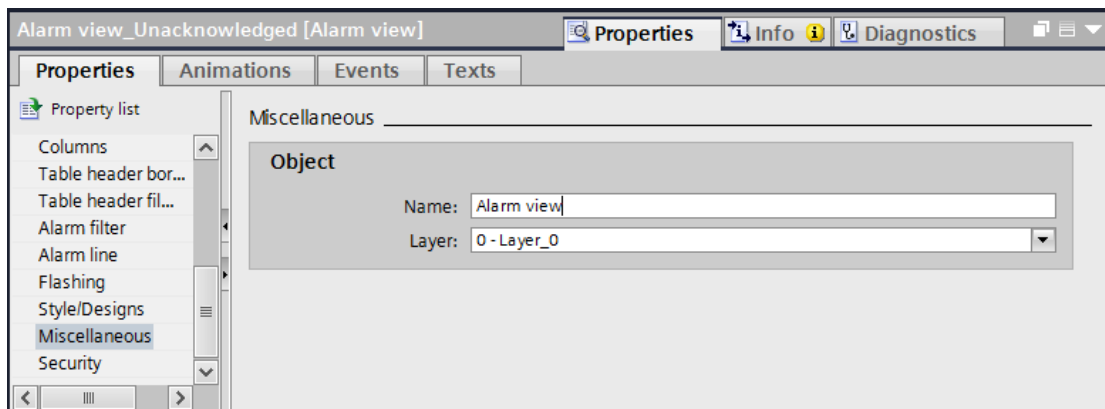 Alarm view_Unacknowledged [Alarm view]
Properties
Info
Diagnostics
Properties
Animations
Events
Texts
Property list
Columns
Table header bor...
Table header fil...
Alarm filter
Alarm line
Flashing
Style/Designs
Miscellaneous
Security
Miscellaneous
Object
Name: Alarm view
Layer: 0 - Layer_0